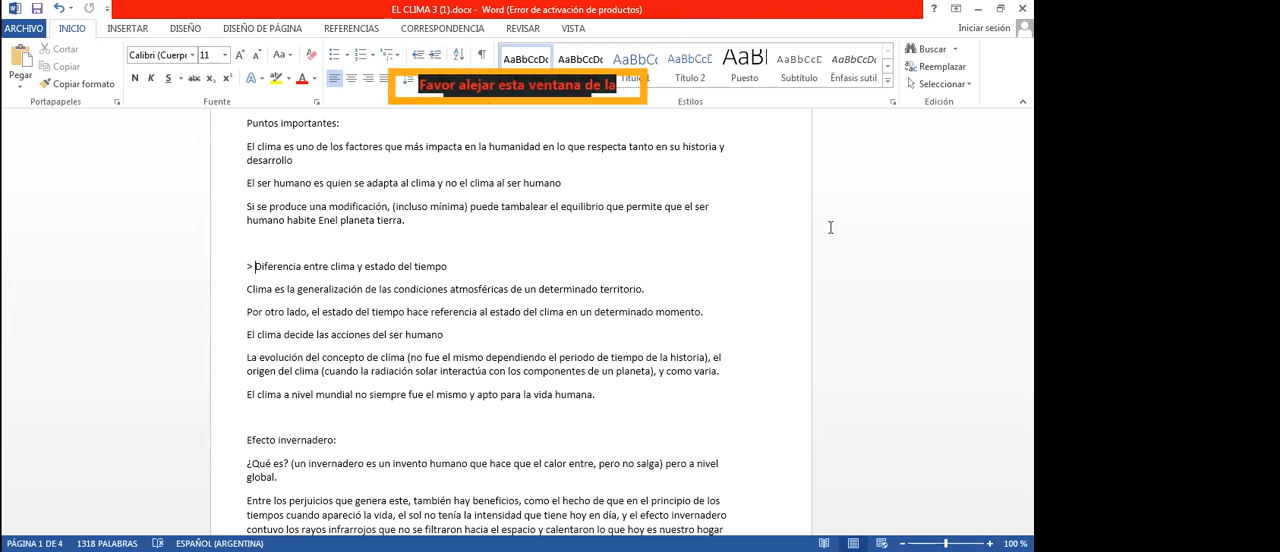 EL CLIMA 3 (1).docx - Word (Error de activación de productos)
ARCHIVO INICIO INSERTAR DISEÑO DISEÑO DE PÁGINA REFERENCIAS CORRESPONDENCIA REVISAR VISTA Iniciar sesión
Pegar
Cortar
Copiar
Copiar formato
Portapapeles
Calibri (Cuerpo 11
N K S abc x₂ x²
Fuente
Favor alejar esta ventana de la
AaBbCcDc AaBbCcDc AaBbCc AaBbCcD AaBl AaBbCcD AaBbCcDc
Título 2 Puesto Subtítulo Énfasis sutil
Estilos
Buscar
Reemplazar
Seleccionar
Edición
Puntos importantes:
El clima es uno de los factores que más impacta en la humanidad en lo que respecta tanto en su historia y
desarrollo
El ser humano es quien se adapta al clima y no el clima al ser humano
Si se produce una modificación, (incluso mínima) puede tambalear el equilibrio que permite que el ser
humano habite Enel planeta tierra.
> Diferencia entre clima y estado del tiempo
Clima es la generalización de las condiciones atmosféricas de un determinado territorio.
Por otro lado, el estado del tiempo hace referencia al estado del clima en un determinado momento.
El clima decide las acciones del ser humano
La evolución del concepto de clima (no fue el mismo dependiendo el periodo de tiempo de la historia), el
origen del clima (cuando la radiación solar interactúa con los componentes de un planeta), y como varia.
El clima a nivel mundial no siempre fue el mismo y apto para la vida humana.
Efecto invernadero:
¿Qué es? (un invernadero es un invento humano que hace que el calor entre, pero no salga) pero a nivel
global.
Entre los perjuicios que genera este, también hay beneficios, como el hecho de que en el principio de los
tiempos cuando apareció la vida, el sol no tenía la intensidad que tiene hoy en día, y el efecto invernadero
contuvo los rayos infrarrojos que no se filtraron hacia el espacio y calentaron lo que hoy es nuestro hogar
PÁGINA 1 DE 4 1318 PALABRAS ESPAÑOL (ARGENTINA) 100 %